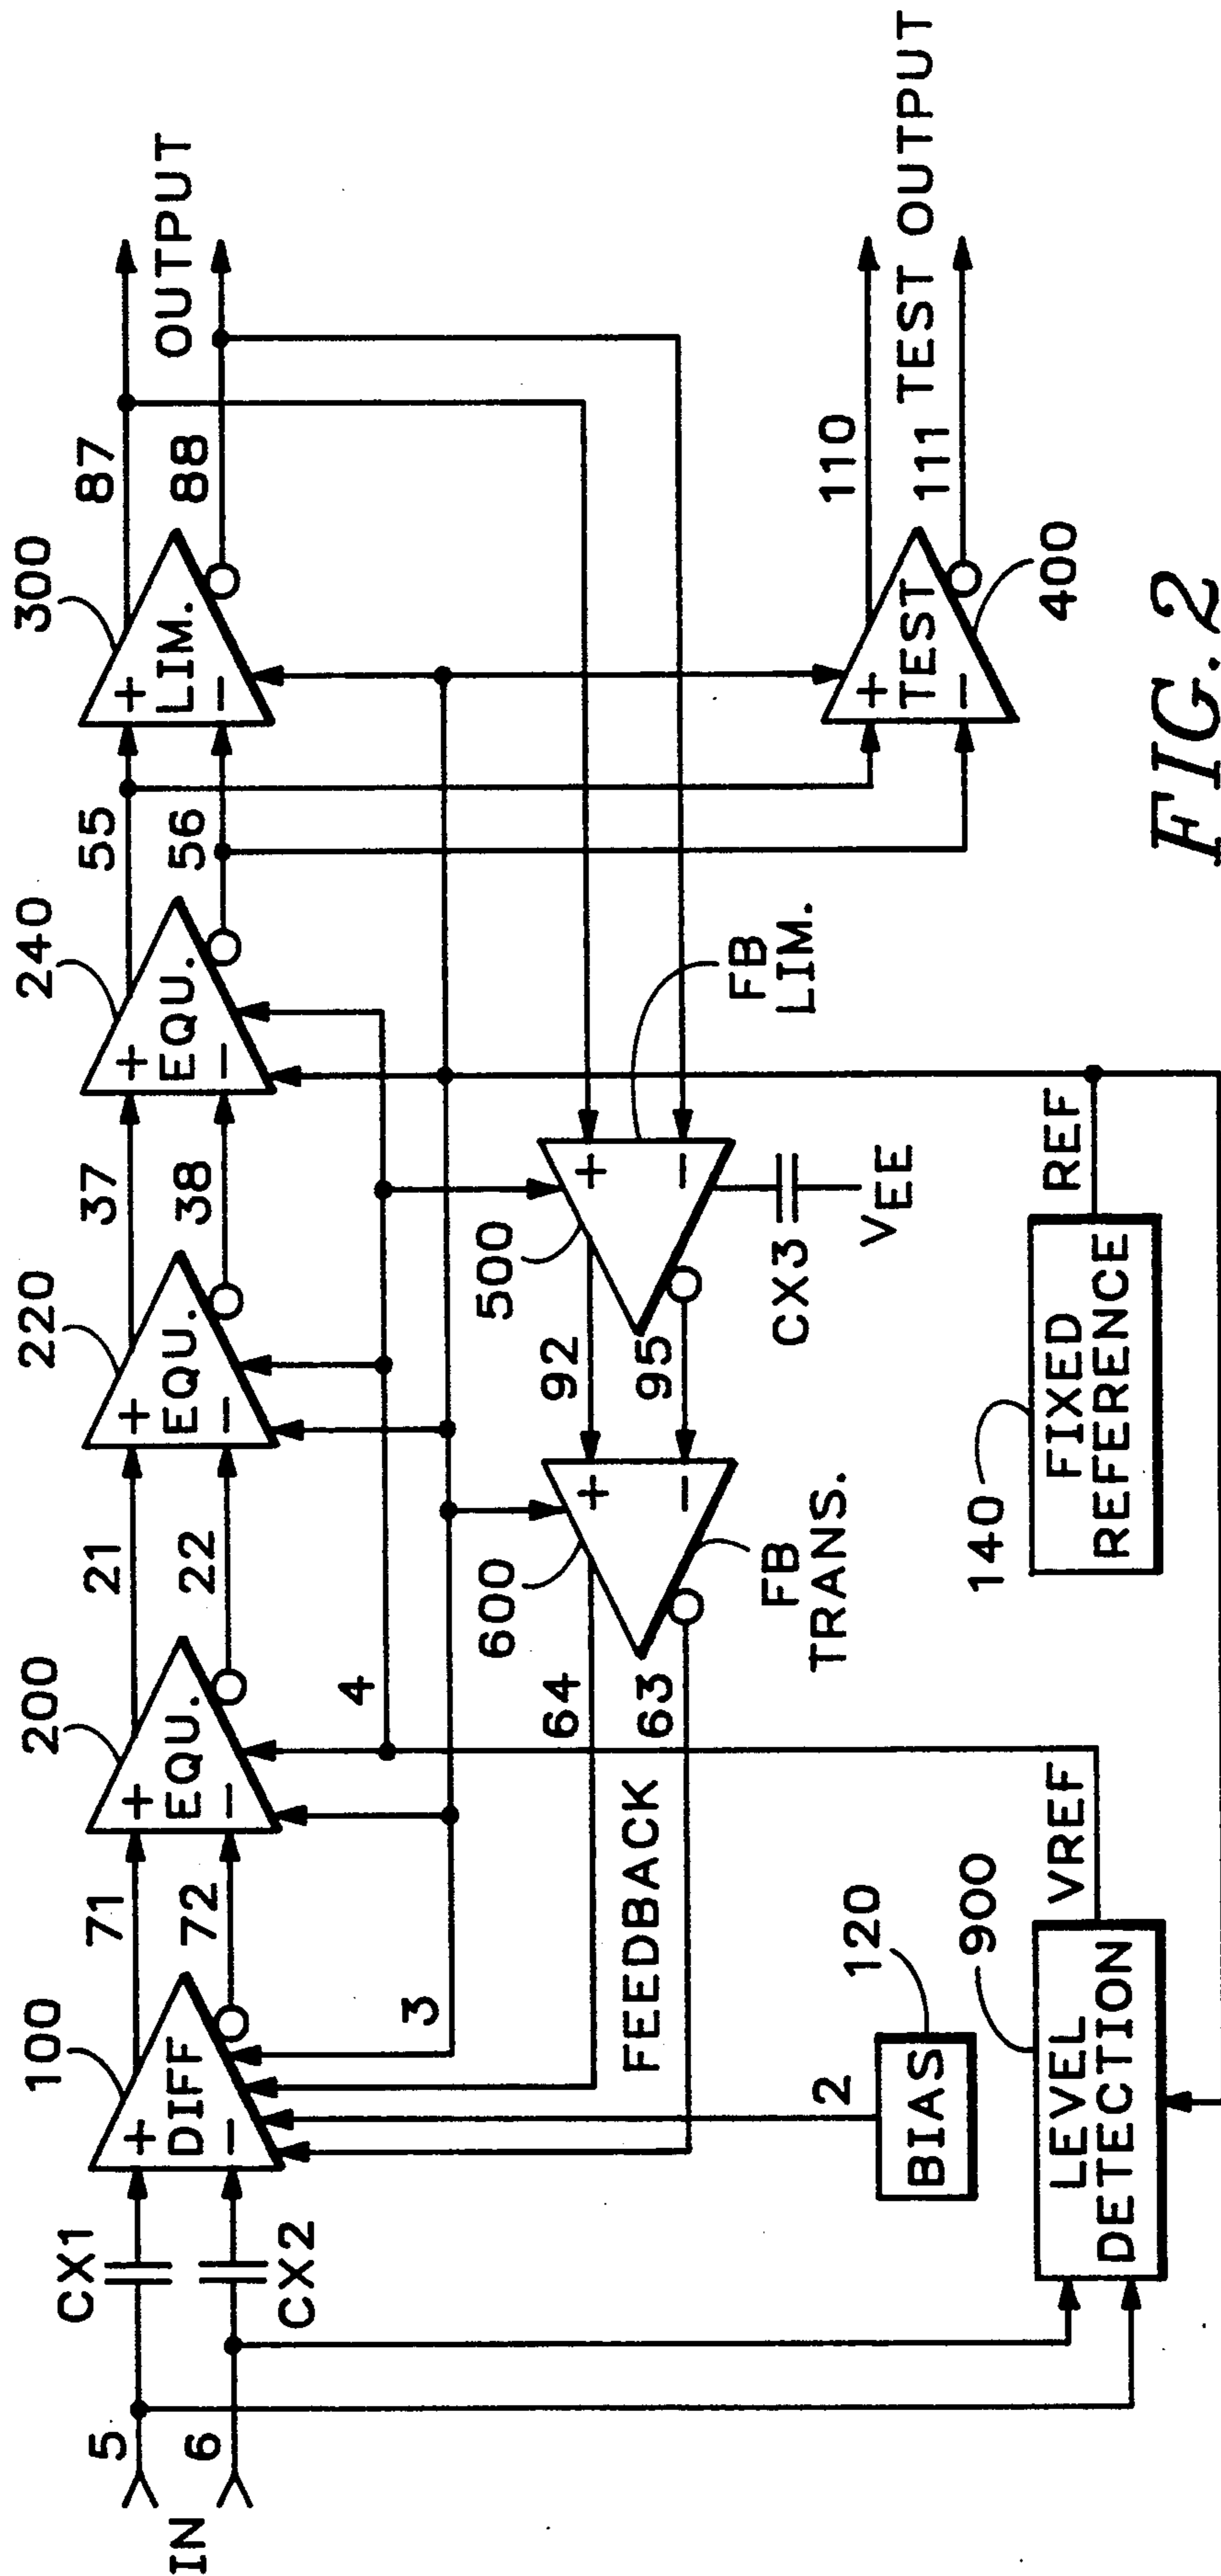 IN
5
6
CX1
CX2
100
DIFF
+
−
71
72
200
EQU.
+
−
21
22
220
EQU.
+
−
37
38
240
EQU.
+
−
55
56
300
LIM.
+
−
87
88
OUTPUT
3
4
FEEDBACK
64
63
600
+
−
FB
TRANS.
92
95
500
+
−
FB
LIM.
CX3
VEE
2
BIAS
120
LEVEL
DETECTION
900
VREF
140
FIXED
REFERENCE
REF
TEST
+
−
400
110
111 TEST OUTPUT
FIG. 2